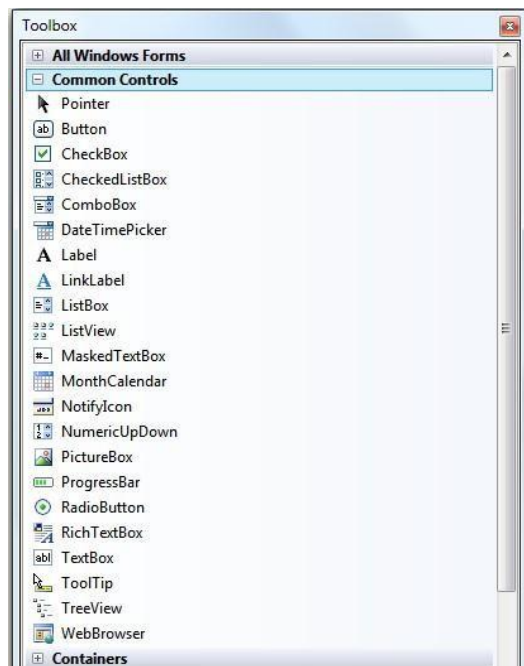 Toolbox
All Windows Forms
Common Controls
Pointer
Button
CheckBox
CheckedListBox
ComboBox
DateTimePicker
Label
LinkLabel
ListBox
ListView
MaskedTextBox
MonthCalendar
NotifyIcon
NumericUpDown
PictureBox
ProgressBar
RadioButton
RichTextBox
TextBox
ToolTip
TreeView
WebBrowser
Containers